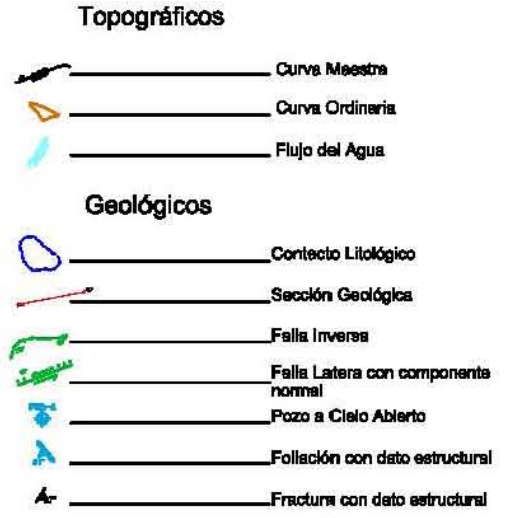 Topográficos
Curva Maestra
Curva Ordinaria
Flujo del Agua
Geológicos
Contecto Litológico
Sección Geológica
Falla Inversa
Falla Latera con componente
normal
Pozo a Cielo Abierto
Foliación con dato estructural
Fractura con dato estructural